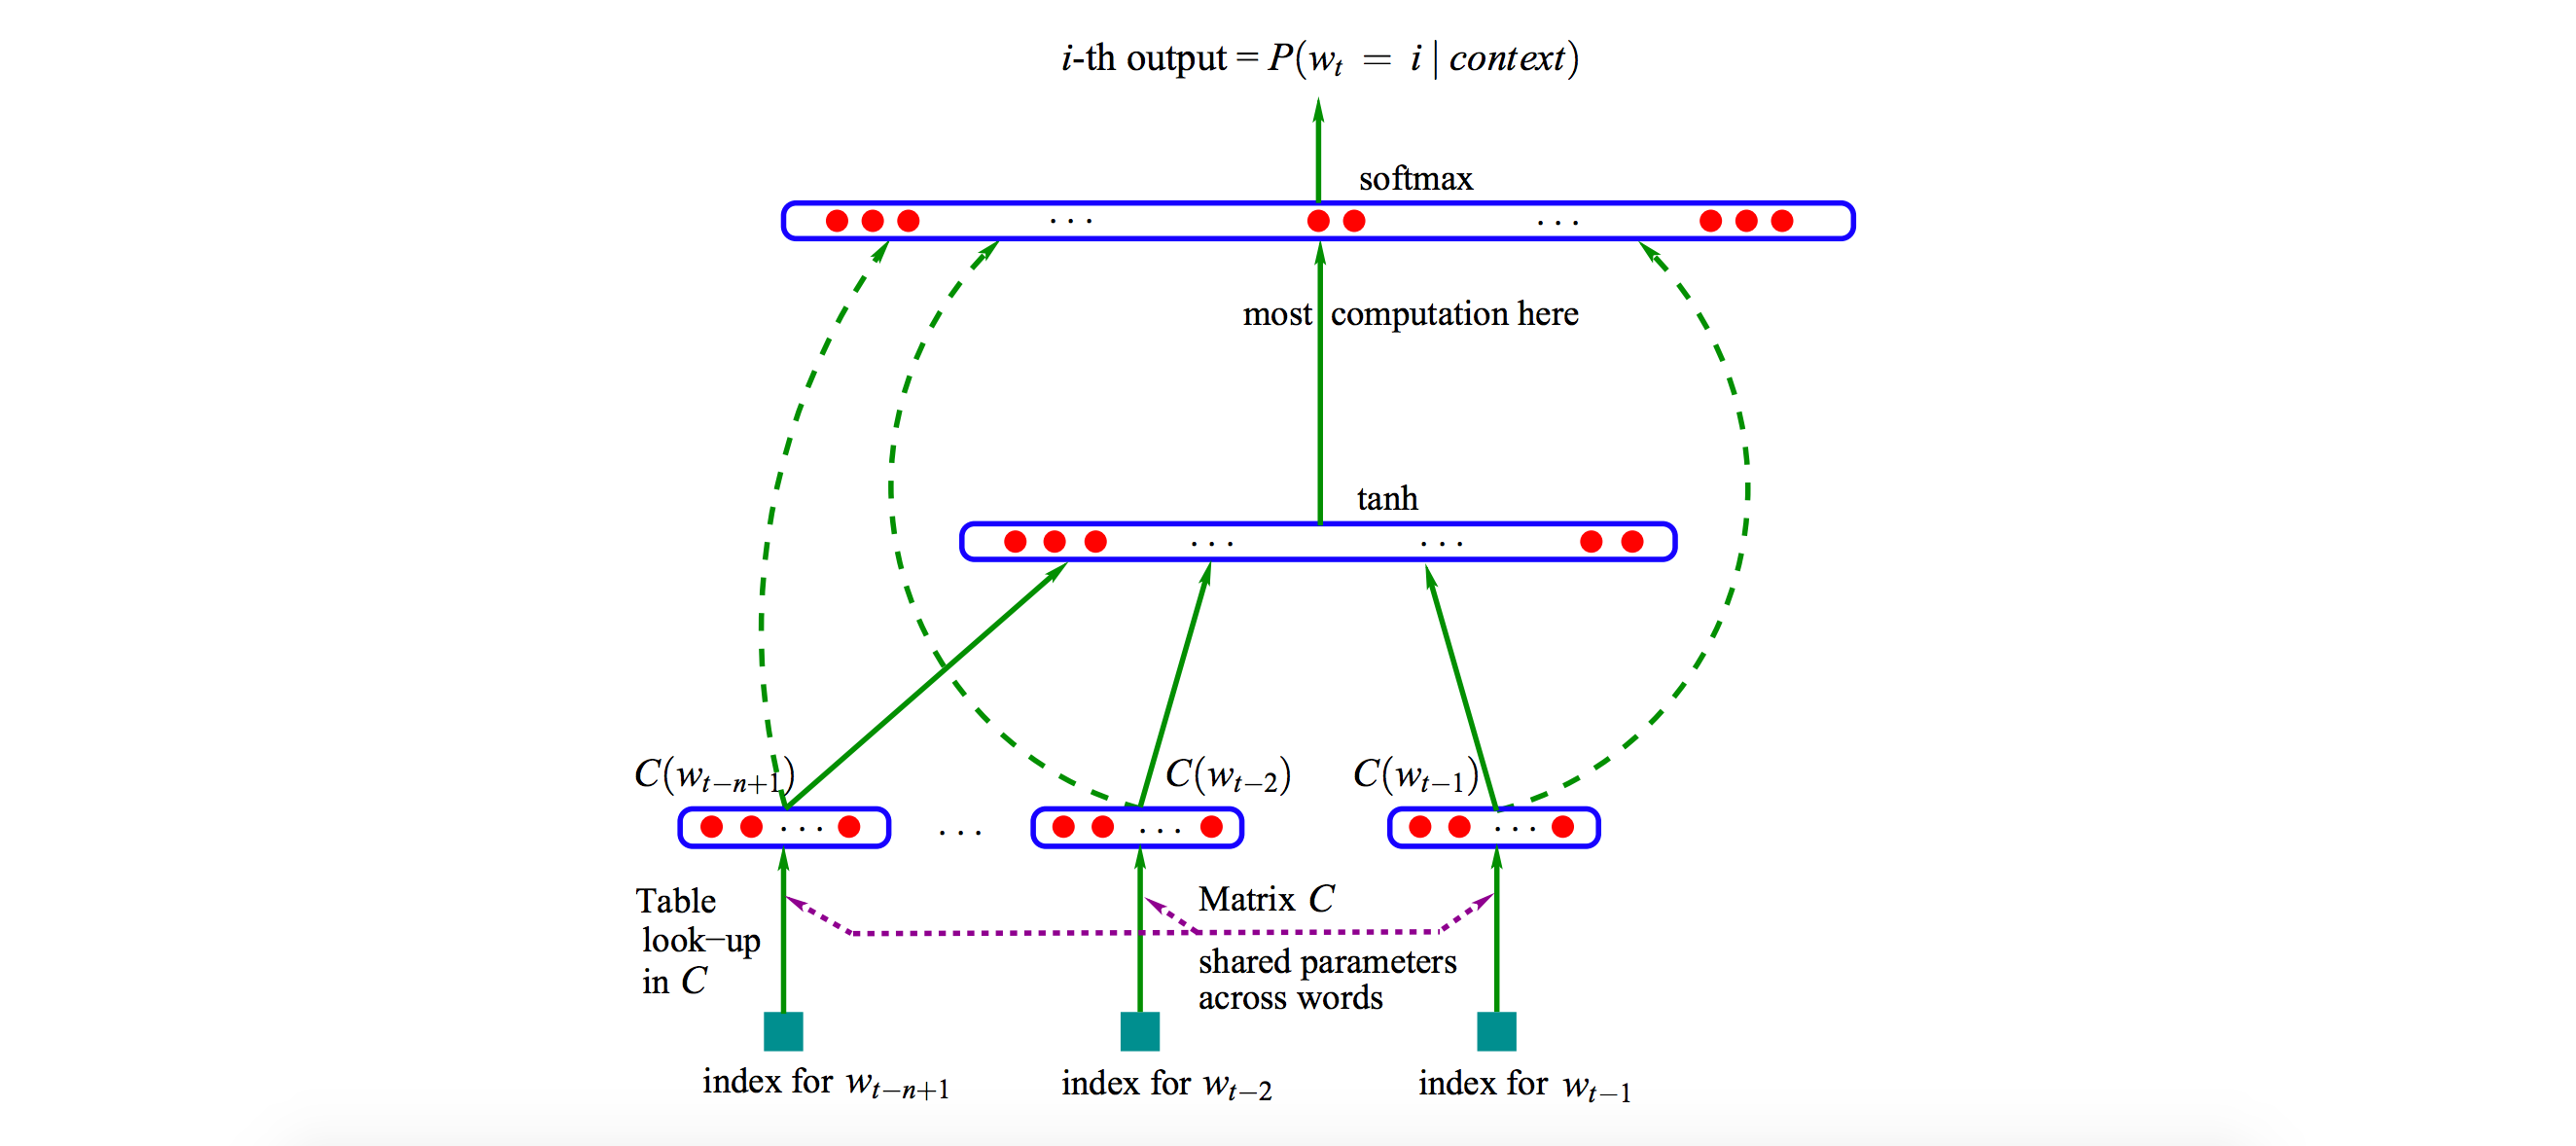 i-th output = P(w_t = i | context)
softmax
. . .
. . .
most computation here
tanh
. . .
. . .
C(w_{t−n+1})
C(w_{t−2})
C(w_{t−1})
. . .
. . .
. . .
. . .
Table
look−up
in C
Matrix C
shared parameters
across words
index for w_{t−n+1}
index for w_{t−2}
index for w_{t−1}